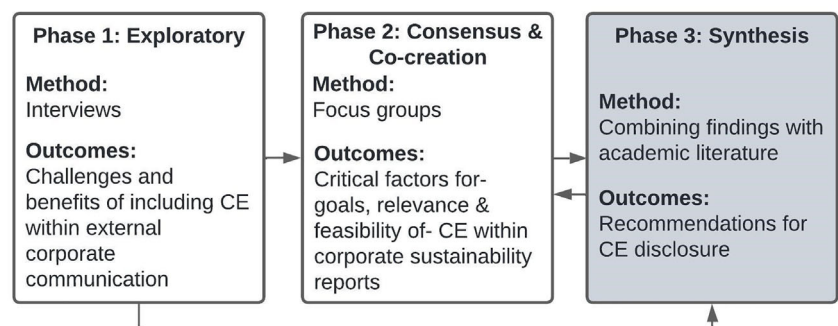 Phase 1: Exploratory
Method:
Interviews
Outcomes:
Challenges and
benefits of including CE
within external
corporate
communication
Phase 2: Consensus &
Co-creation
Method:
Focus groups
Outcomes:
Critical factors for-
goals, relevance &
feasibility of- CE within
corporate sustainability
reports
Phase 3: Synthesis
Method:
Combining findings with
academic literature
Outcomes:
Recommendations for
CE disclosure